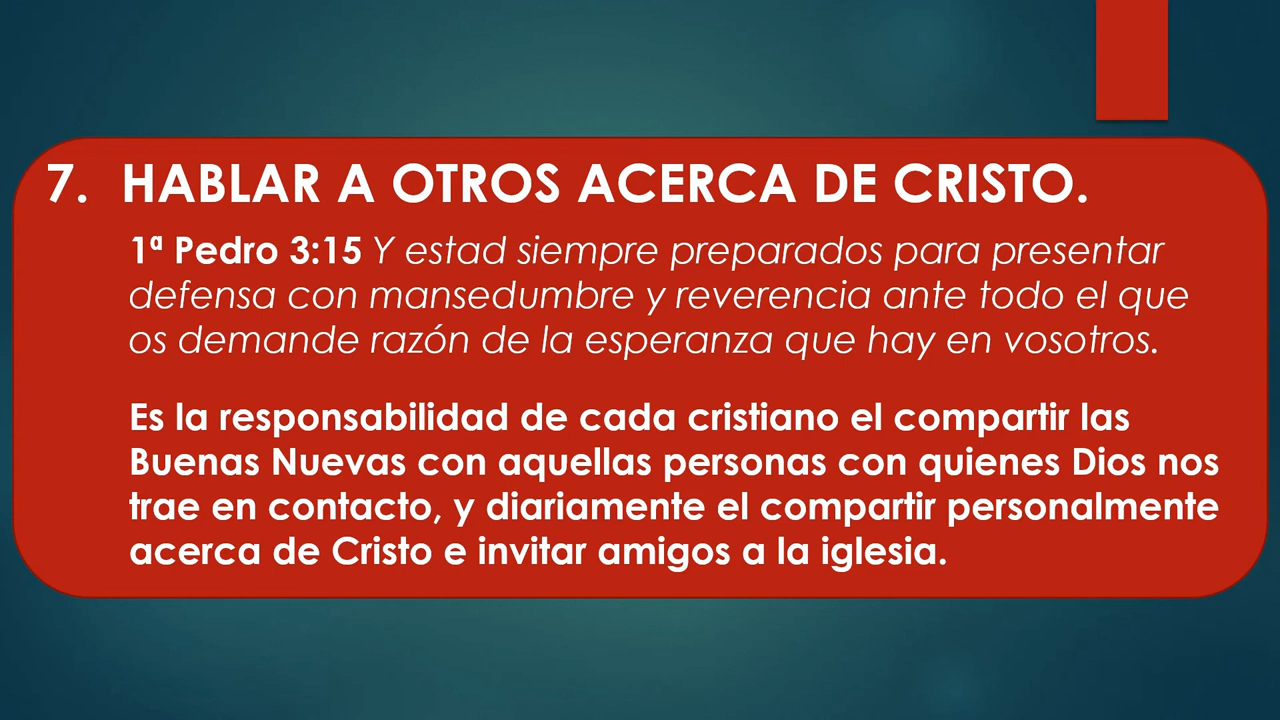 7. HABLAR A OTROS ACERCA DE CRISTO.
1ª Pedro 3:15 Y estad siempre preparados para presentar
defensa con mansedumbre y reverencia ante todo el que
os demande razón de la esperanza que hay en vosotros.
Es la responsabilidad de cada cristiano el compartir las
Buenas Nuevas con aquellas personas con quienes Dios nos
trae en contacto, y diariamente el compartir personalmente
acerca de Cristo e invitar amigos a la iglesia.